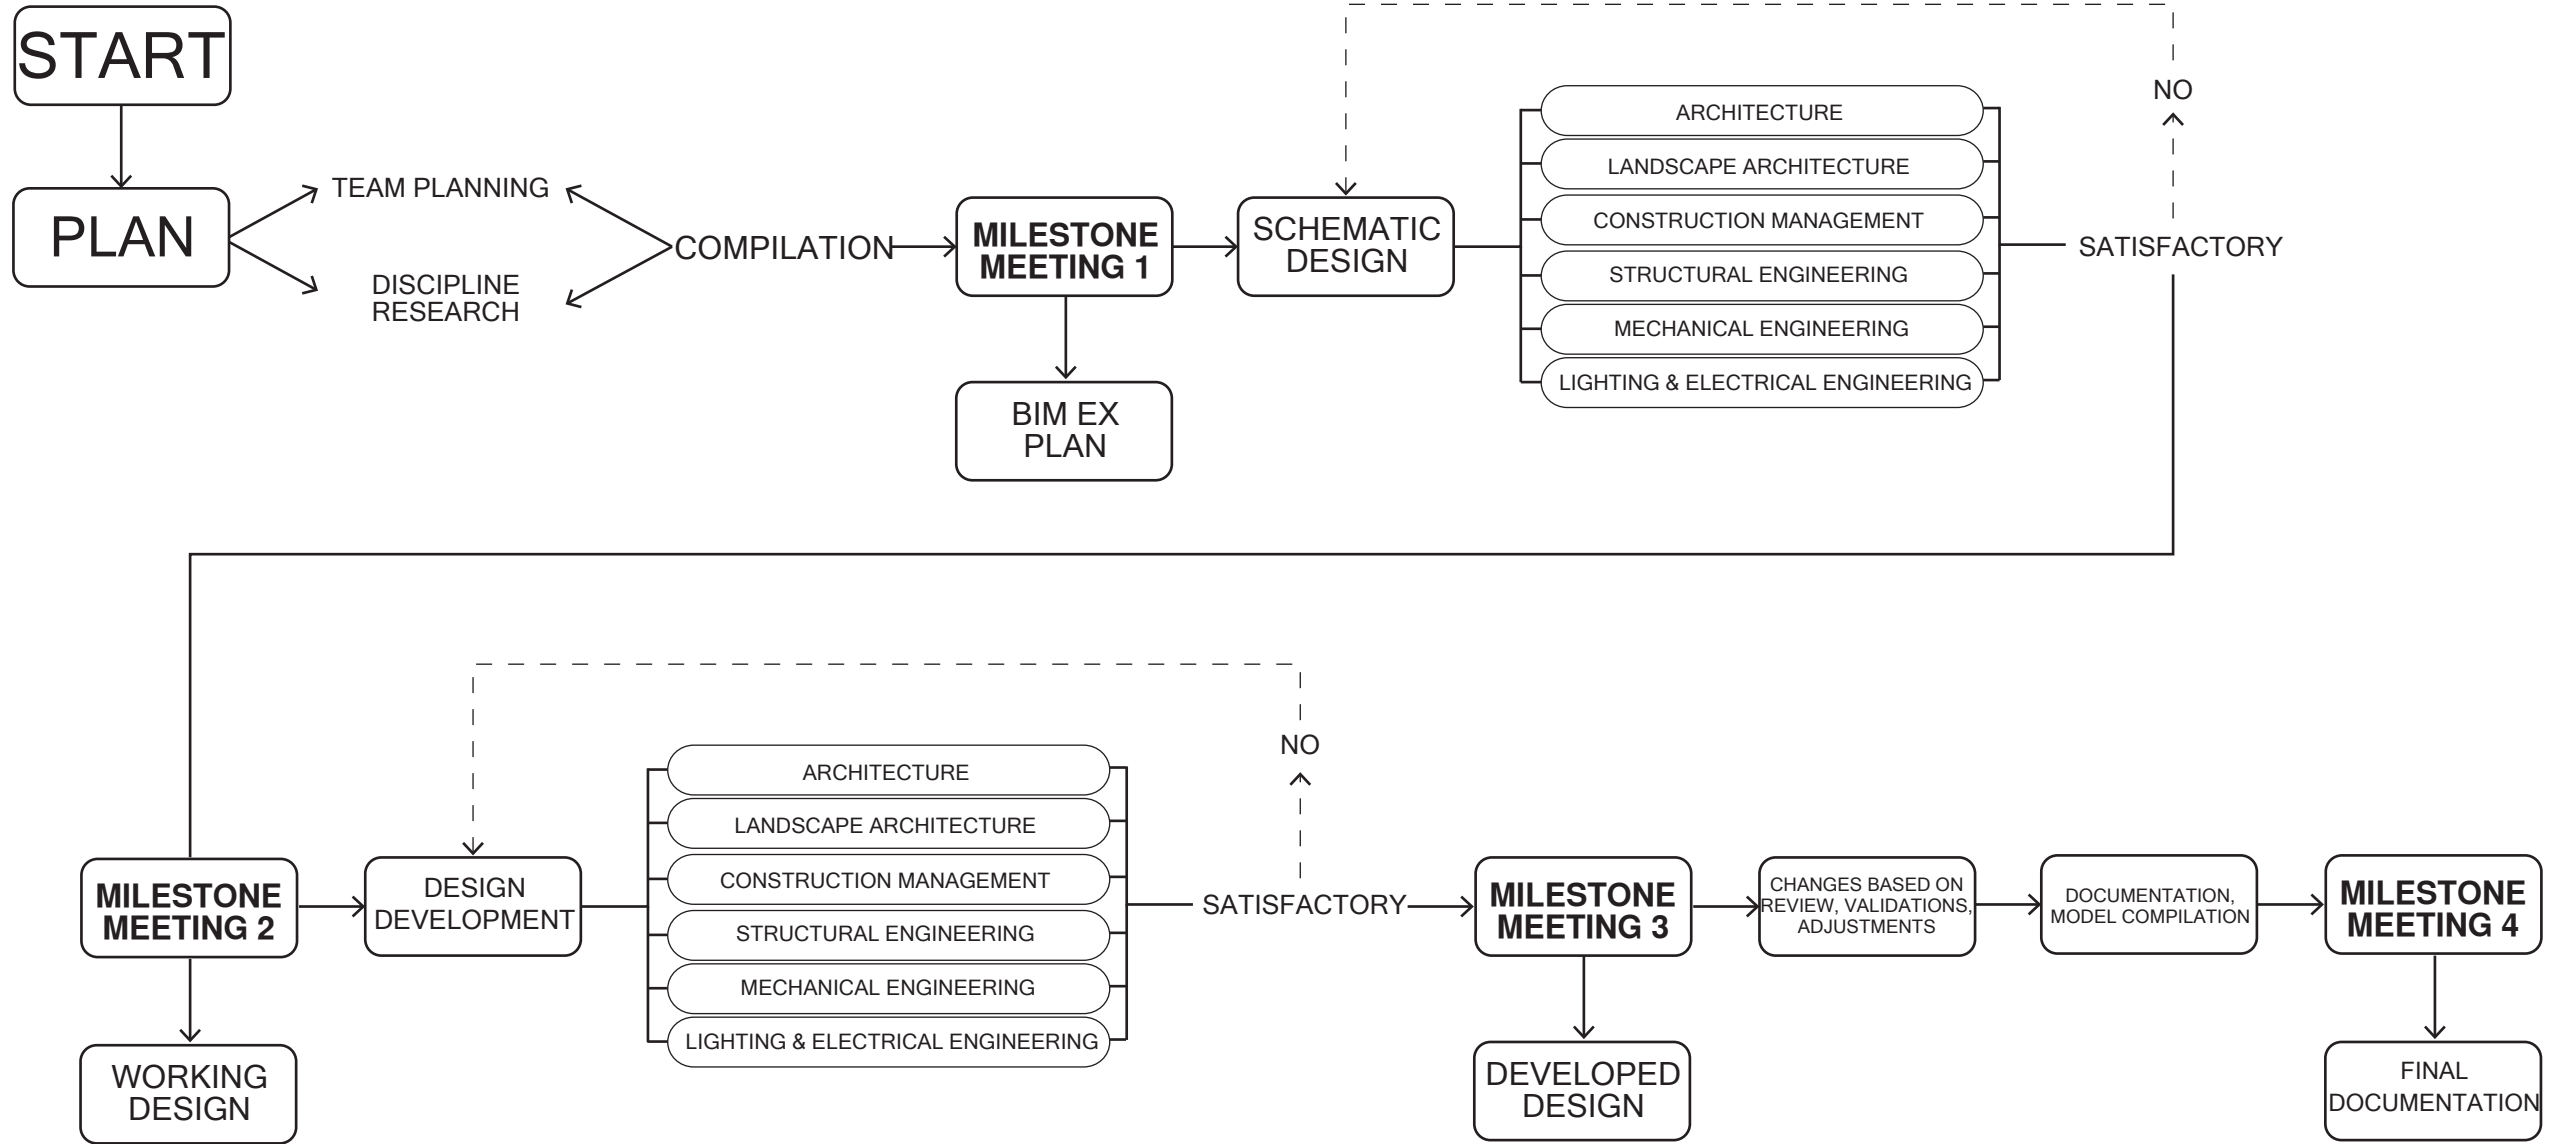 START
PLAN
TEAM PLANNING
DISCIPLINE
RESEARCH
COMPILATION
MILESTONE
MEETING 1
BIM EX
PLAN
SCHEMATIC
DESIGN
ARCHITECTURE
LANDSCAPE ARCHITECTURE
CONSTRUCTION MANAGEMENT
STRUCTURAL ENGINEERING
MECHANICAL ENGINEERING
LIGHTING & ELECTRICAL ENGINEERING
NO
SATISFACTORY
MILESTONE
MEETING 2
WORKING
DESIGN
DESIGN
DEVELOPMENT
ARCHITECTURE
LANDSCAPE ARCHITECTURE
CONSTRUCTION MANAGEMENT
STRUCTURAL ENGINEERING
MECHANICAL ENGINEERING
LIGHTING & ELECTRICAL ENGINEERING
NO
SATISFACTORY
MILESTONE
MEETING 3
DEVELOPED
DESIGN
CHANGES BASED ON
REVIEW, VALIDATIONS,
ADJUSTMENTS
DOCUMENTATION,
MODEL COMPILATION
MILESTONE
MEETING 4
FINAL
DOCUMENTATION